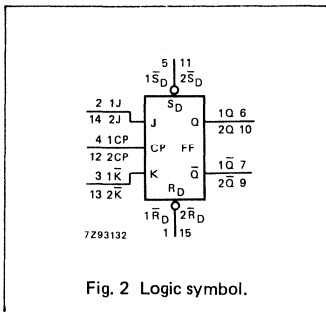 5 11
1S̅D 2S̅D
SD
2 1J
14 2J
J
Q
1Q 6
2Q 10
4 1CP
12 2CP
CP FF
3 1K̅
13 2K̅
K
Q̅
1Q̅ 7
2Q̅ 9
RD
1R̅D 2R̅D
1 15
7Z93132
Fig. 2 Logic symbol.